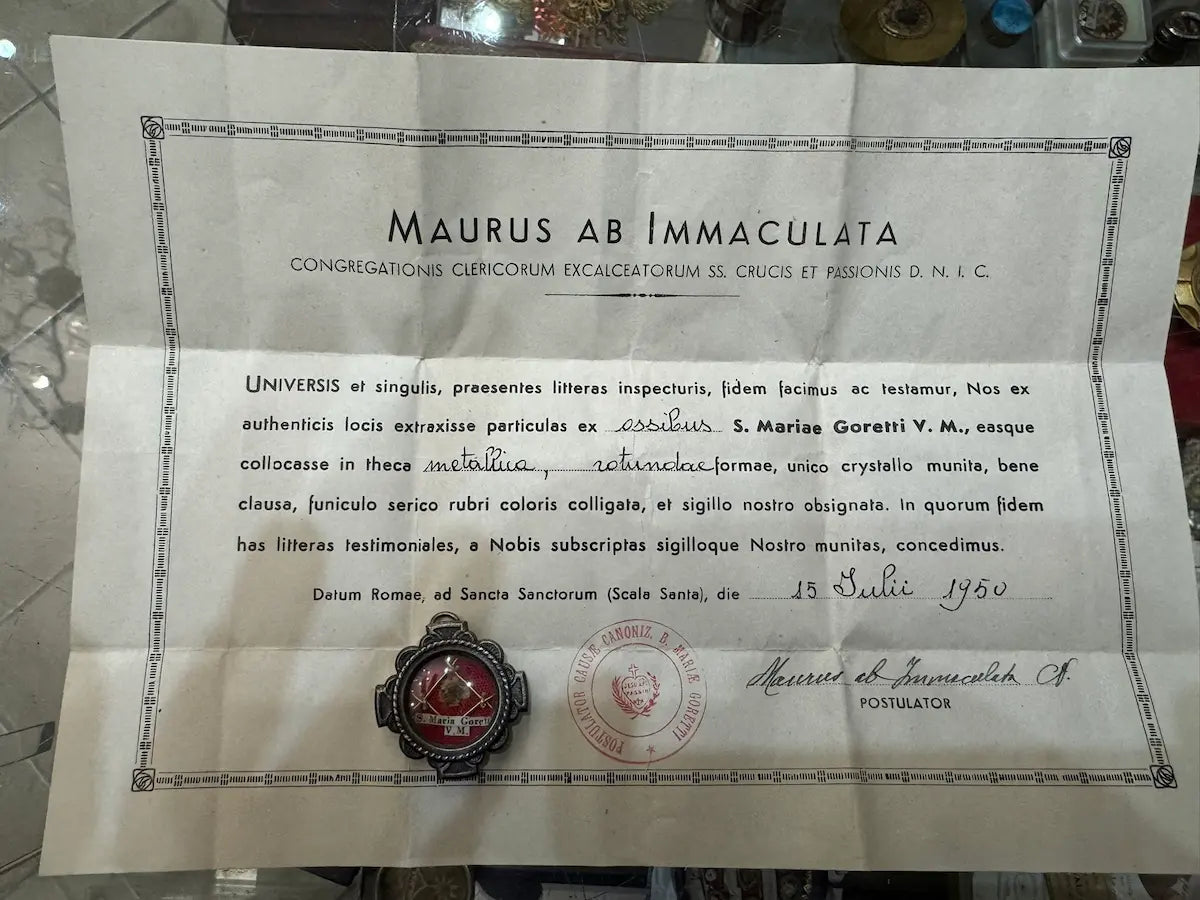 MAURUS AB IMMACULATA
CONGREGATIONIS CLERICORUM EXCALCEATORUM SS. CRUCIS ET PASSIONIS D. N. I. C.
UNIVERSIS et singulis, praesentes litteras inspecturis, fidem facimus ac testamur, Nos ex
authenticis locis extraxisse particulas ex ossibus S. Mariae Goretti V. M., easque
collocasse in theca metallica, rotundae formae, unico crystallo munita, bene
clausa, funiculo serico rubri coloris colligata, et sigillo nostro obsignata. In quorum fidem
has litteras testimoniales, a Nobis subscriptas sigilloque Nostro munitas, concedimus.
Datum Romae, ad Sancta Sanctorum (Scala Santa), die 15 Julii 1950
S. Maria Goretti
V. M.
POSTULATOR CAUSÆ CANONIZ. B. MARIÆ GORETTI
Maurus ab Immaculata
POSTULATOR